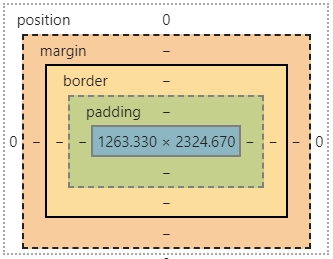 position 0
margin –
border –
padding –
0 – – – 1263.330 × 2324.670 – – – 0
–
–
–